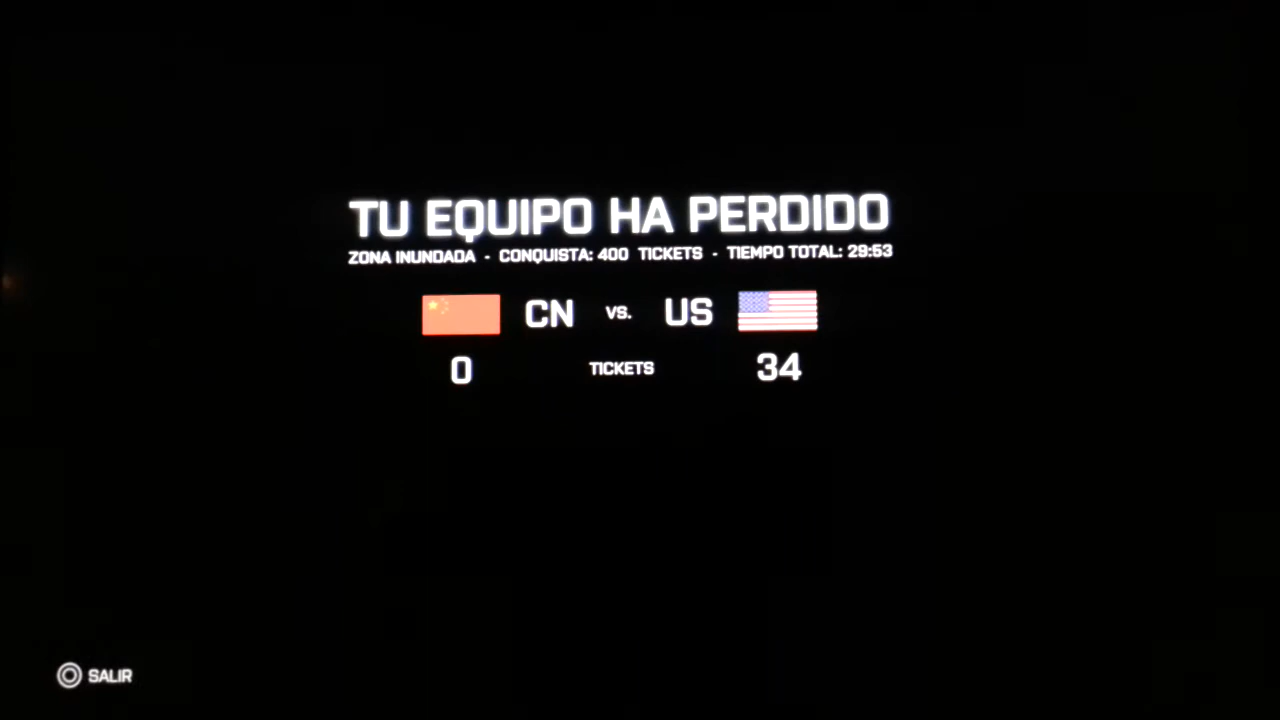 TU EQUIPO HA PERDIDO
ZONA INUNDADA - CONQUISTA: 400 TICKETS - TIEMPO TOTAL: 29:53
CN VS. US
0 TICKETS 34
SALIR